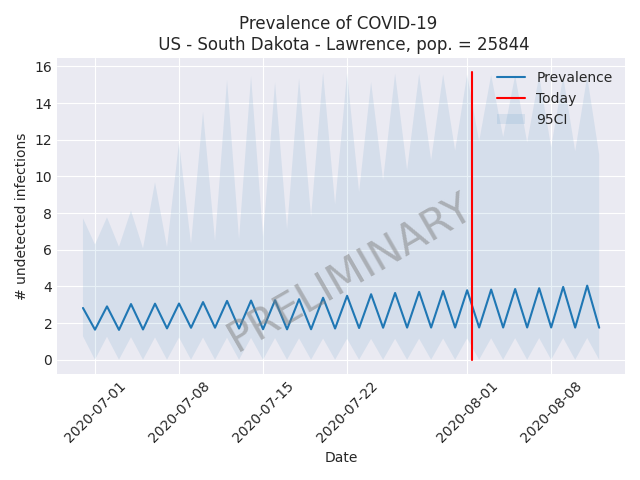 Prevalence of COVID-19
US - South Dakota - Lawrence, pop. = 25844
Prevalence
Today
95CI
# undetected infections
16
14
12
10
8
6
4
2
0
PRELIMINARY
2020-07-01
2020-07-08
2020-07-15
2020-07-22
2020-08-01
2020-08-08
Date